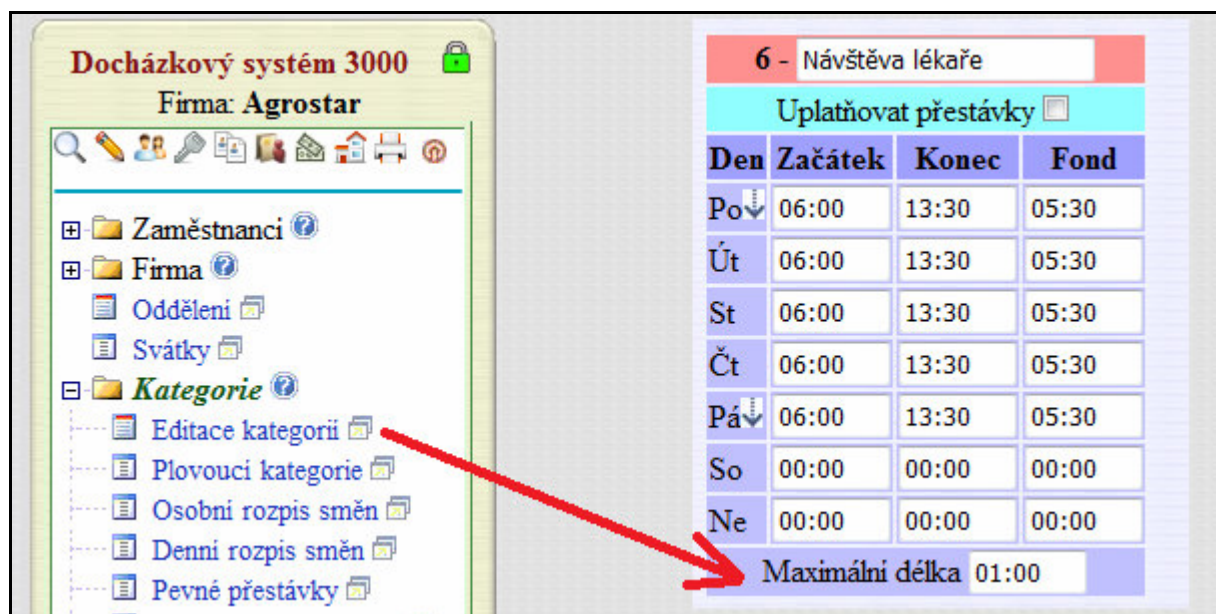 Docházkový systém 3000
Firma: Agrostar
Zaměstnanci
Firma
Oddělení
Svátky
Kategorie
Editace kategorií
Plovoucí kategorie
Osobní rozpis směn
Denní rozpis směn
Pevné přestávky
6 - Návštěva lékaře
Uplatňovat přestávky
Den Začátek Konec Fond
Po 06:00 13:30 05:30
Út 06:00 13:30 05:30
St 06:00 13:30 05:30
Čt 06:00 13:30 05:30
Pá 06:00 13:30 05:30
So 00:00 00:00 00:00
Ne 00:00 00:00 00:00
Maximální délka 01:00